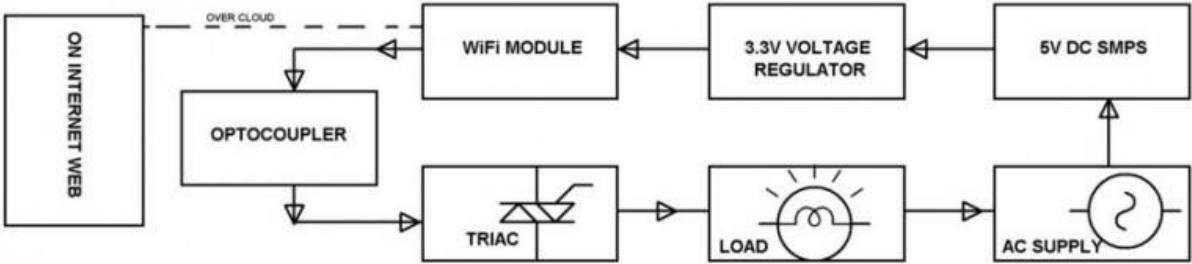 OVER CLOUD
ON INTERNET WEB
WiFi MODULE
3.3V VOLTAGE
REGULATOR
5V DC SMPS
OPTOCOUPLER
TRIAC
LOAD
AC SUPPLY